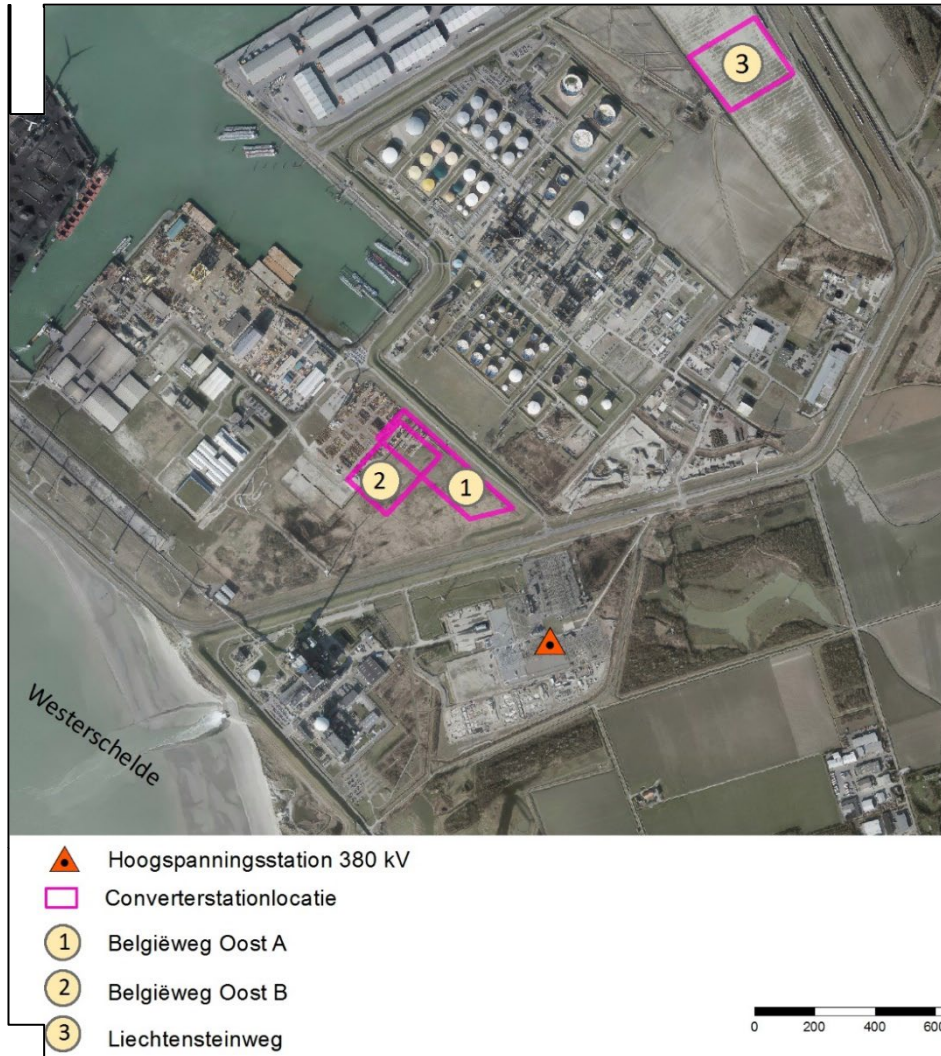 3
2
1
Westerschelde
Hoogspanningsstation 380 kV
Converterstationlocatie
1 Belgiëweg Oost A
2 Belgiëweg Oost B
3 Liechtensteinweg
0 200 400